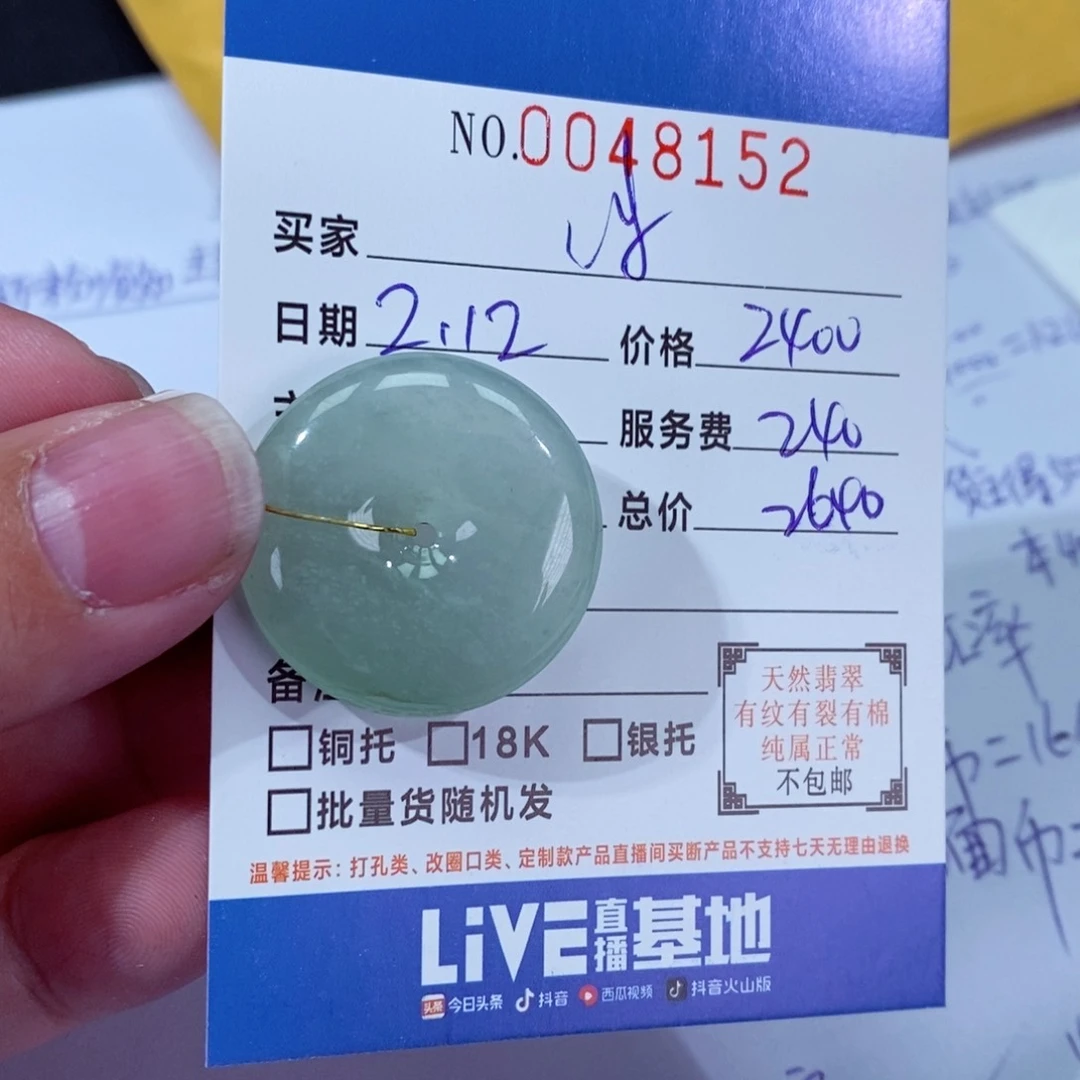 NO.0048152
买家
日期 2.12 价格 2400
服务费 240
总价 2640
备
铜托 18K 银托
批量货随机发
天然翡翠
有纹有裂有棉
纯属正常
不包邮
温馨提示：打孔类、改圈口类、定制款产品直播间买断产品不支持七天无理由退换
LiVE直播基地
头条 今日头条 抖音 西瓜视频 抖音火山版